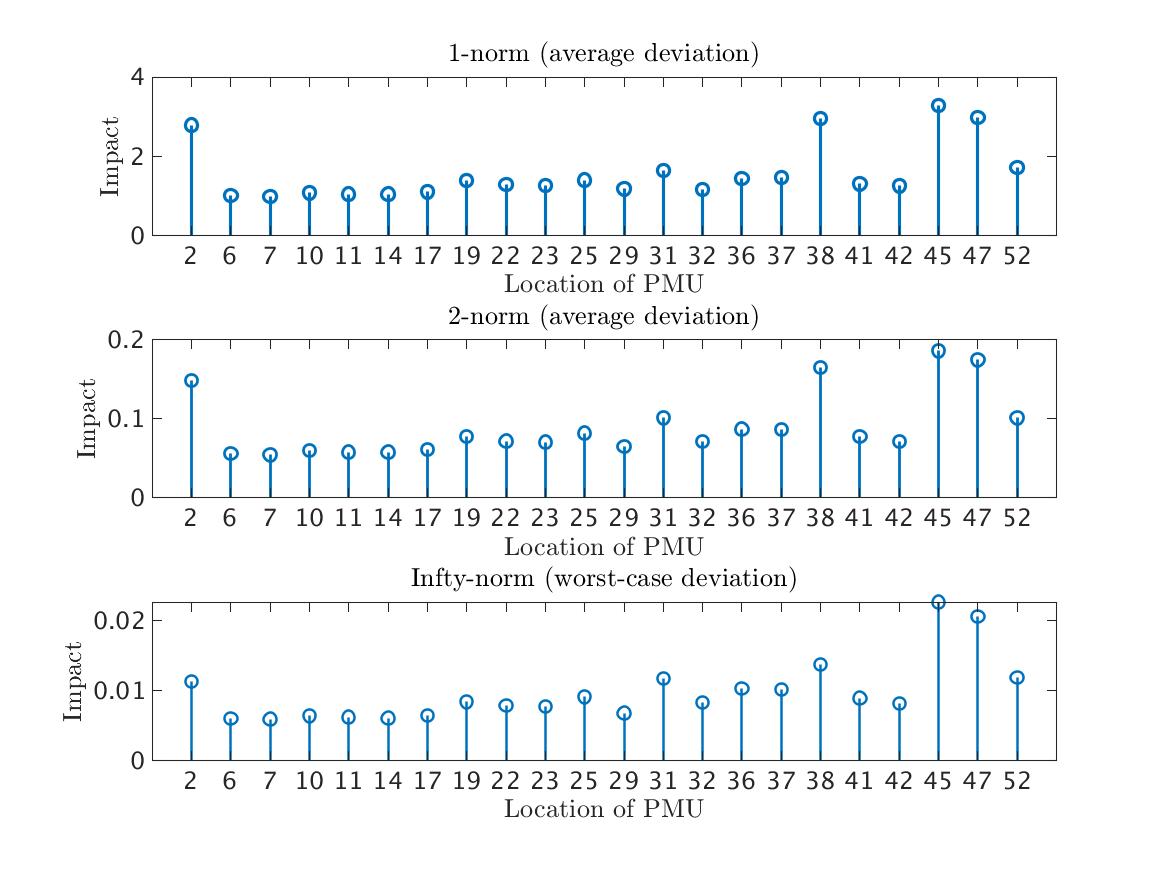 1-norm (average deviation)
4
2
0
Impact
2 6 7 10 11 14 17 19 22 23 25 29 31 32 36 37 38 41 42 45 47 52
Location of PMU
2-norm (average deviation)
0.2
0.1
0
Impact
2 6 7 10 11 14 17 19 22 23 25 29 31 32 36 37 38 41 42 45 47 52
Location of PMU
Infty-norm (worst-case deviation)
0.02
0.01
0
Impact
2 6 7 10 11 14 17 19 22 23 25 29 31 32 36 37 38 41 42 45 47 52
Location of PMU